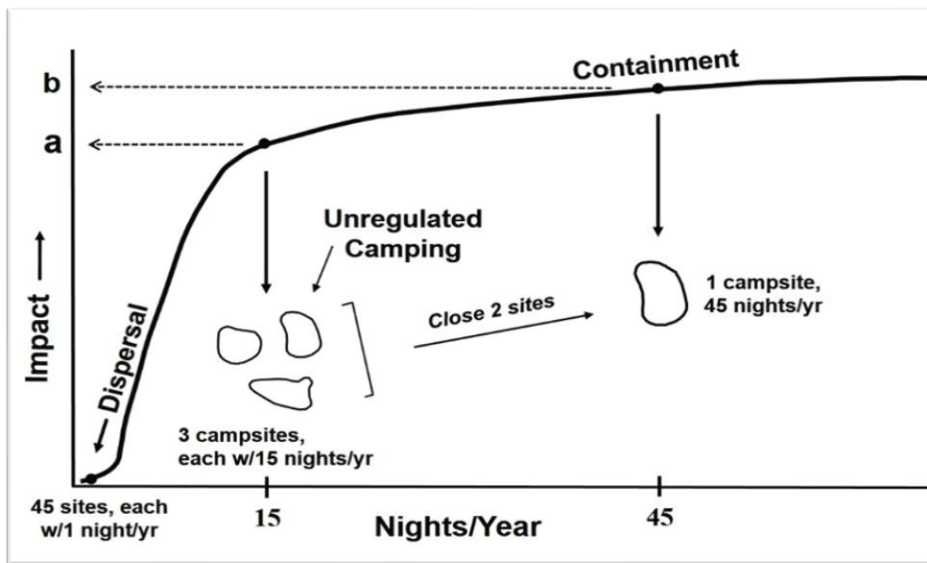 b
Containment
a
Unregulated
Camping
Impact
Dispersal
Close 2 sites
1 campsite,
45 nights/yr
3 campsites,
each w/15 nights/yr
45 sites, each
w/1 night/yr
15
Nights/Year
45